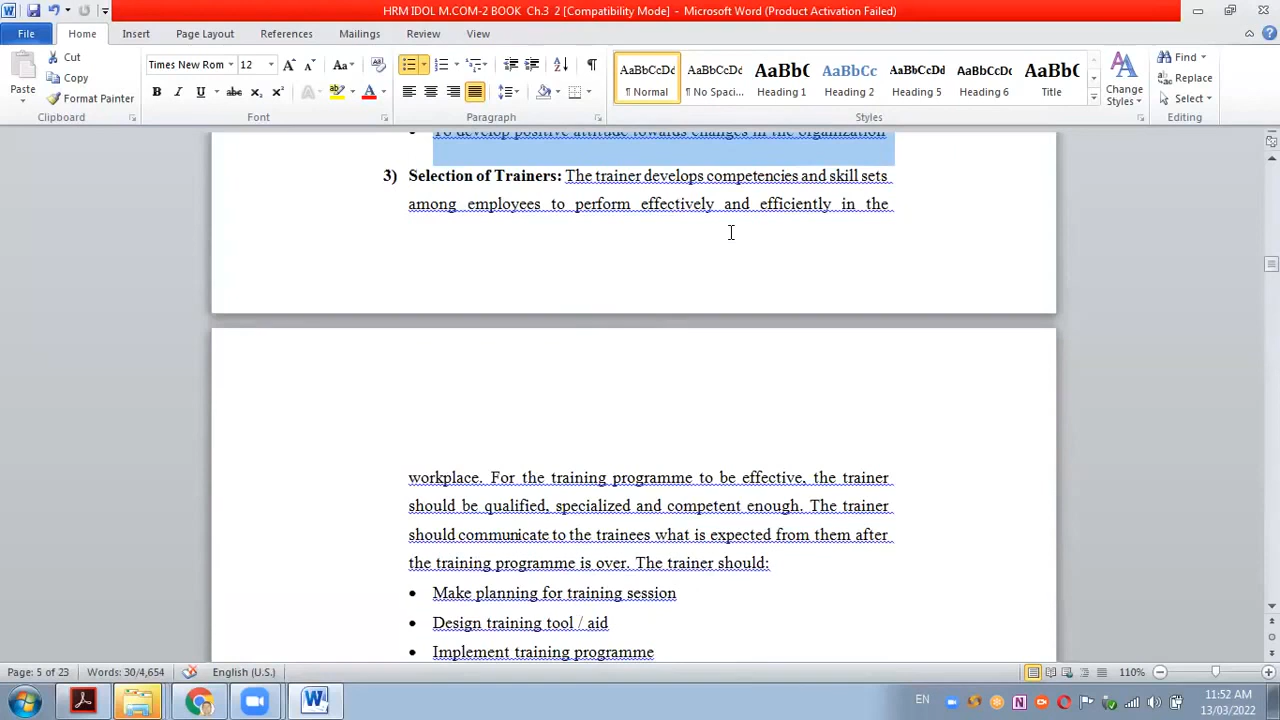 HRM IDOL M.COM-2 BOOK Ch.3 2 [Compatibility Mode] - Microsoft Word (Product Activation Failed)
File Home Insert Page Layout References Mailings Review View
Cut
Copy
Format Painter
Paste
Clipboard
Times New Rom 12
Font
Paragraph
AaBbCcDd AaBbCcDd AaBbC AaBbCc AaBbCcDd AaBbCcDc AaBbC
¶ Normal ¶ No Spaci... Heading 1 Heading 2 Heading 5 Heading 6 Title
Change Styles
Styles
Find
Replace
Select
Editing
• To develop positive attitude towards changes in the organization
3) Selection of Trainers: The trainer develops competencies and skill sets
among employees to perform effectively and efficiently in the
workplace. For the training programme to be effective, the trainer
should be qualified, specialized and competent enough. The trainer
should communicate to the trainees what is expected from them after
the training programme is over. The trainer should:
• Make planning for training session
• Design training tool / aid
• Implement training programme
Page: 5 of 23 Words: 30/4,654 English (U.S.) 110%
EN
11:52 AM
13/03/2022